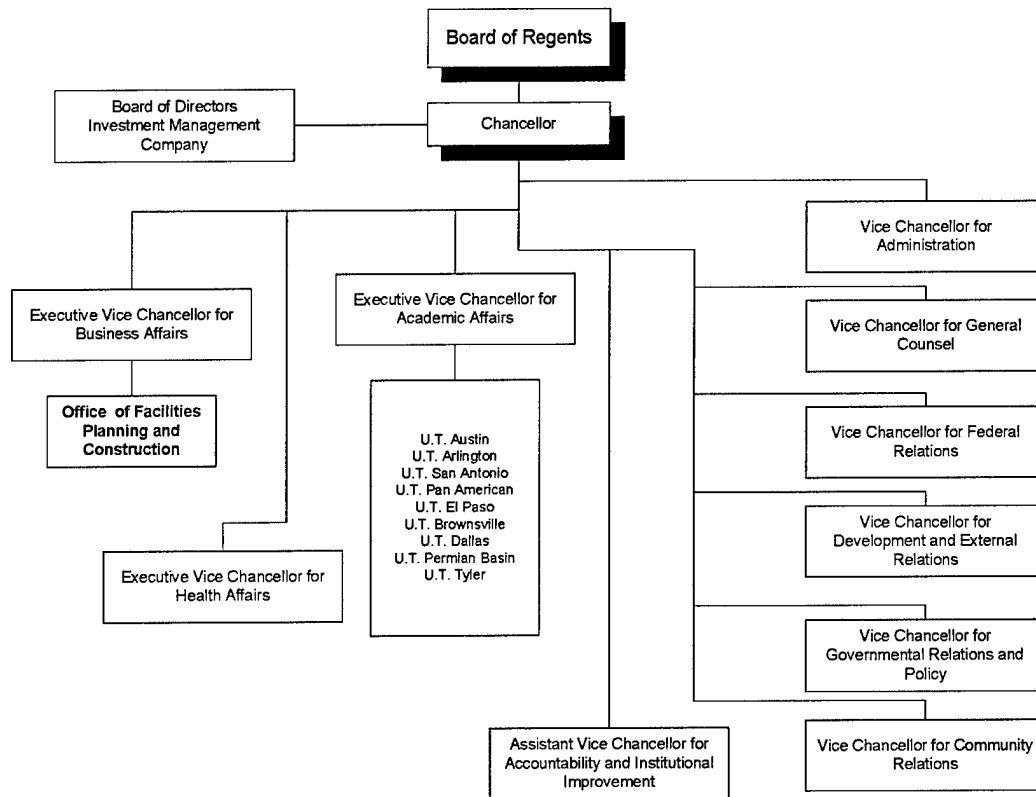 Board of Regents
Board of Directors
Investment Management
Company
Chancellor
Vice Chancellor for
Administration
Executive Vice Chancellor for
Business Affairs
Executive Vice Chancellor for
Academic Affairs
Vice Chancellor for General
Counsel
Office of Facilities
Planning and
Construction
U.T. Austin
U.T. Arlington
U.T. San Antonio
U.T. Pan American
U.T. El Paso
U.T. Brownsville
U.T. Dallas
U.T. Permian Basin
U.T. Tyler
Vice Chancellor for Federal
Relations
Vice Chancellor for
Development and External
Relations
Executive Vice Chancellor for
Health Affairs
Vice Chancellor for
Governmental Relations and
Policy
Assistant Vice Chancellor for
Accountability and Institutional
Improvement
Vice Chancellor for Community
Relations